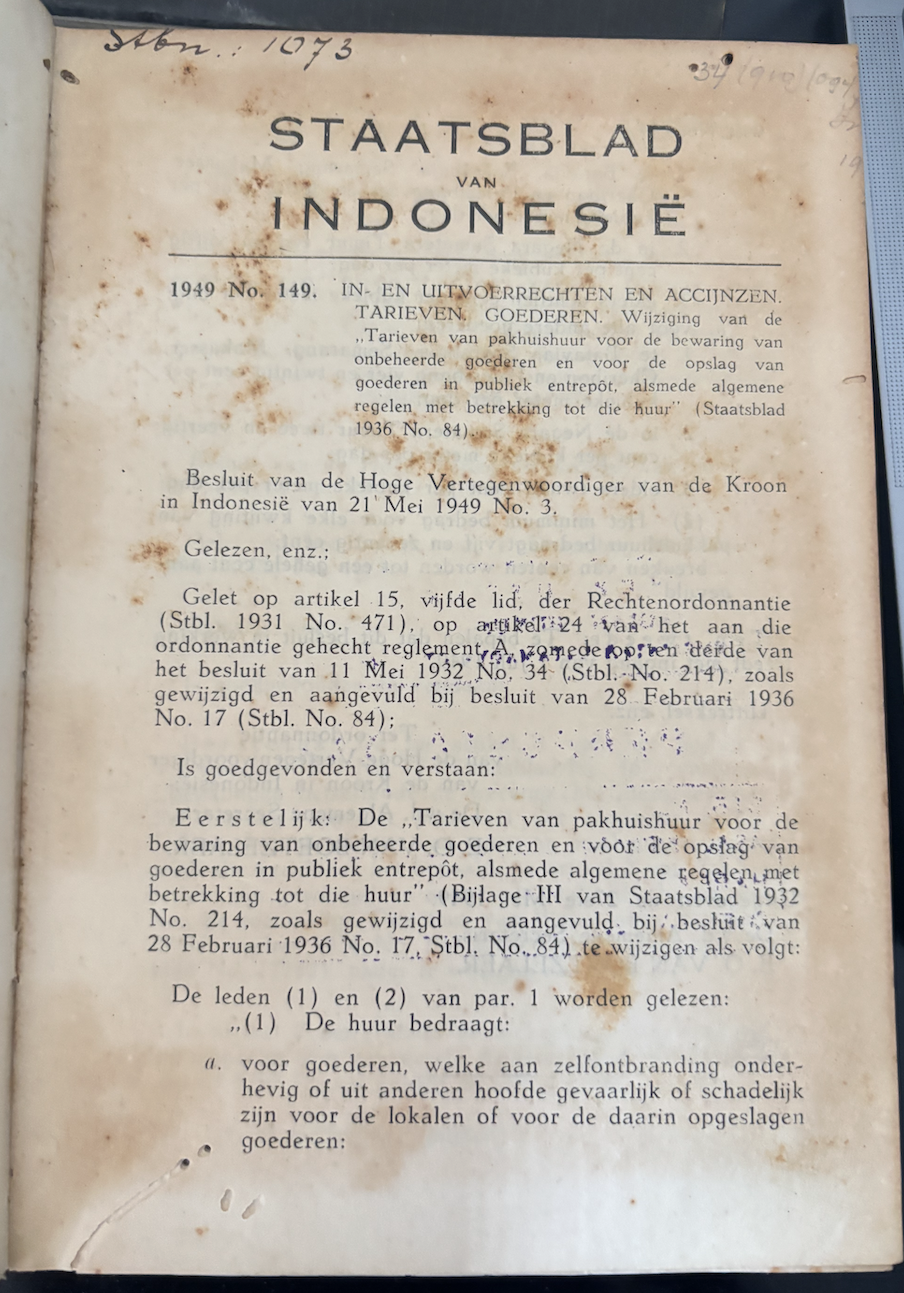 Stbn.: 1073
34
STAATSBLAD
VAN
INDONESIË
1949 No. 149. IN- EN UITVOERRECHTEN EN ACCIJNZEN.
TARIEVEN. GOEDEREN. Wijziging van de
„Tarieven van pakhuishuur voor de bewaring van
onbeheerde goederen en voor de opslag van
goederen in publiek entrepôt, alsmede algemene
regelen met betrekking tot die huur" (Staatsblad
1936 No. 84).
Besluit van de Hoge Vertegenwoordiger van de Kroon
in Indonesië van 21 Mei 1949 No. 3.
Gelezen, enz.;
Gelet op artikel 15, vijfde lid, der Rechtenordonnantie
(Stbl. 1931 No. 471), op artikel 24 van het aan die
ordonnantie gehecht reglement A, zomede op ten derde van
het besluit van 11 Mei 1932 No. 34 (Stbl. No. 214), zoals
gewijzigd en aangevuld bij besluit van 28 Februari 1936
No. 17 (Stbl. No. 84);
Is goedgevonden en verstaan:
Eerstelijk: De „Tarieven van pakhuishuur voor de
bewaring van onbeheerde goederen en voor de opslag van
goederen in publiek entrepôt, alsmede algemene regelen met
betrekking tot die huur" (Bijlage III van Staatsblad 1932
No. 214, zoals gewijzigd en aangevuld bij besluit van
28 Februari 1936 No. 17, Stbl. No. 84) te wijzigen als volgt:
De leden (1) en (2) van par. 1 worden gelezen:
„(1) De huur bedraagt:
a. voor goederen, welke aan zelfontbranding onder-
hevig of uit anderen hoofde gevaarlijk of schadelijk
zijn voor de lokalen of voor de daarin opgeslagen
goederen: